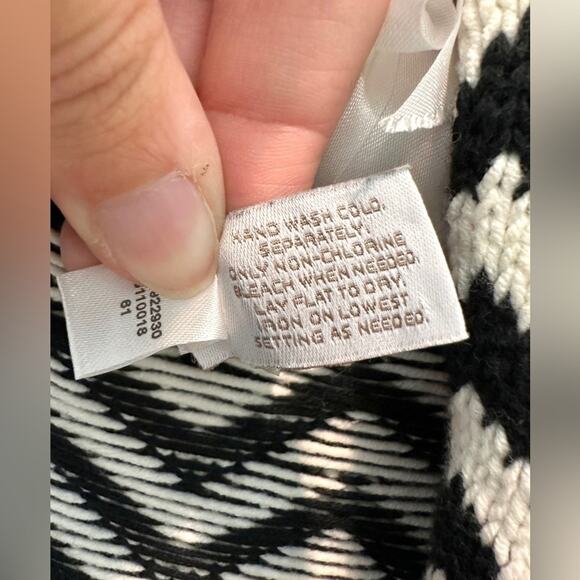 HAND WASH COLD,
SEPARATELY.
ONLY NON-CHLORINE
BLEACH WHEN NEEDED.
LAY FLAT TO DRY.
IRON ON LOWEST
SETTING AS NEEDED.
61